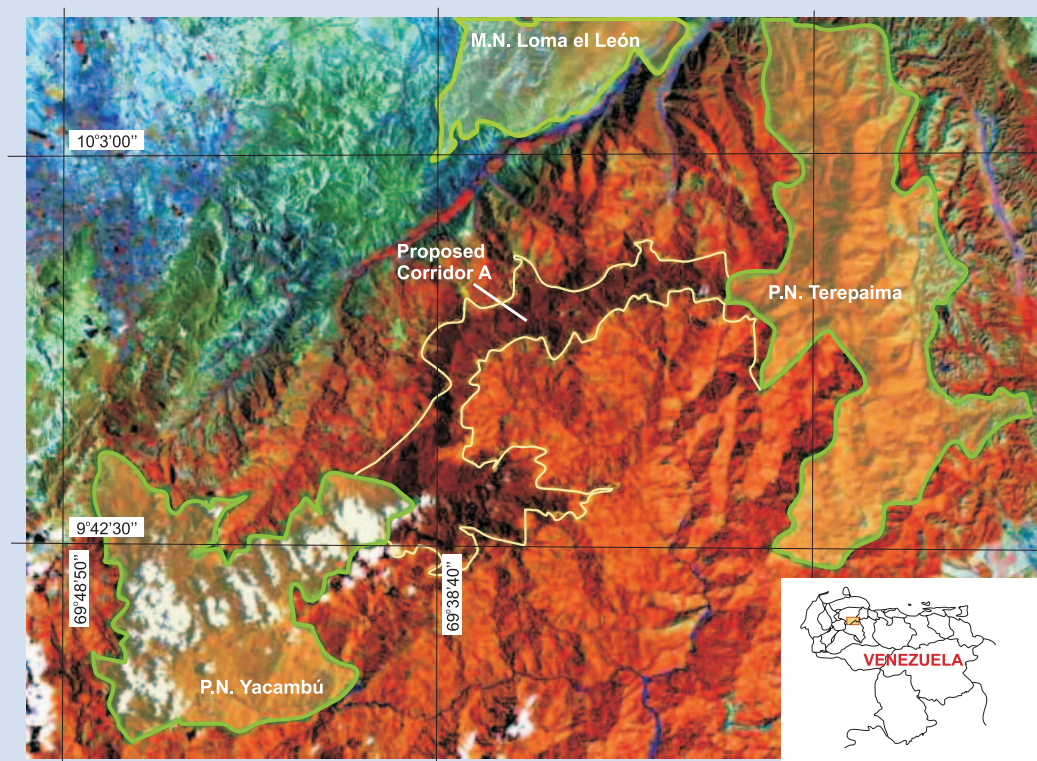 M.N. Loma el León
10°3'00''
Proposed
Corridor A
P.N. Terepaima
9°42'30''
69°48'50''
69°38'40''
P.N. Yacambú
VENEZUELA